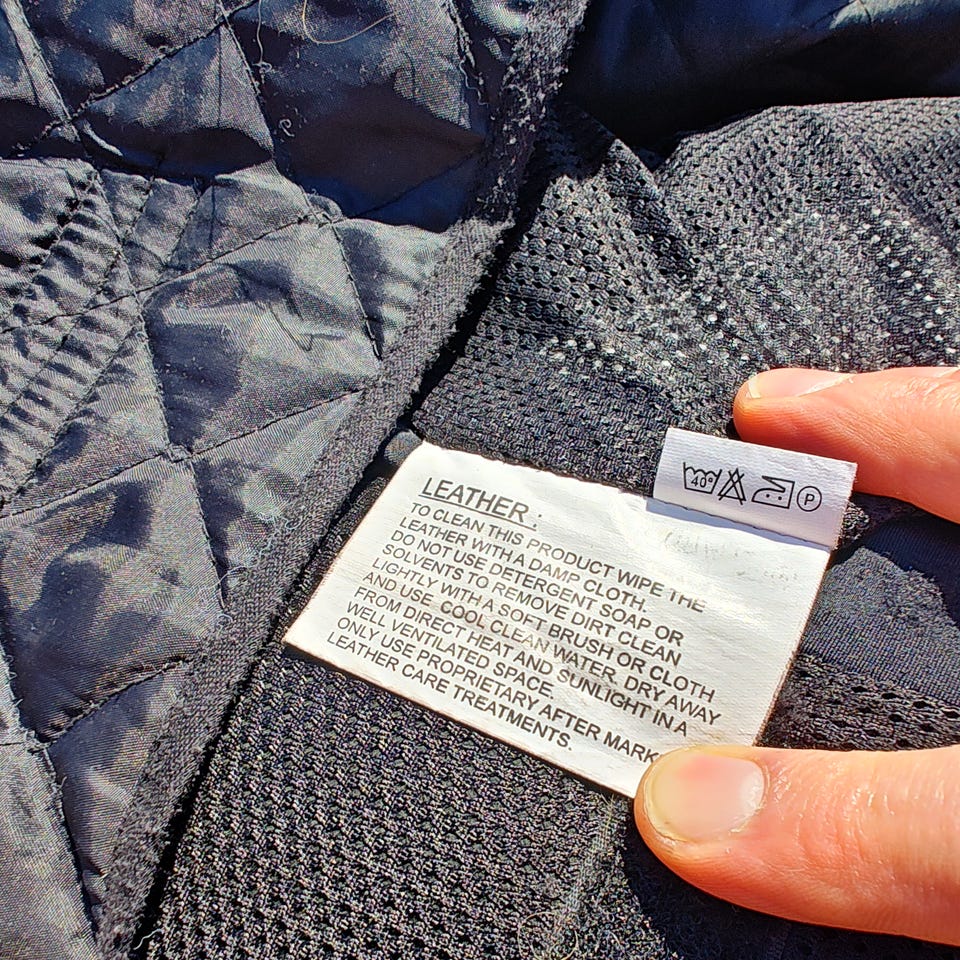 40°
P
LEATHER :
TO CLEAN THIS PRODUCT WIPE THE
LEATHER WITH A DAMP CLOTH.
DO NOT USE DETERGENT SOAP OR
SOLVENTS TO REMOVE DIRT CLEAN
LIGHTLY WITH A SOFT BRUSH OR CLOTH
AND USE. COOL CLEAN WATER. DRY AWAY
FROM DIRECT HEAT AND SUNLIGHT IN A
WELL VENTILATED SPACE.
ONLY USE PROPRIETARY AFTER MARK
LEATHER CARE TREATMENTS.